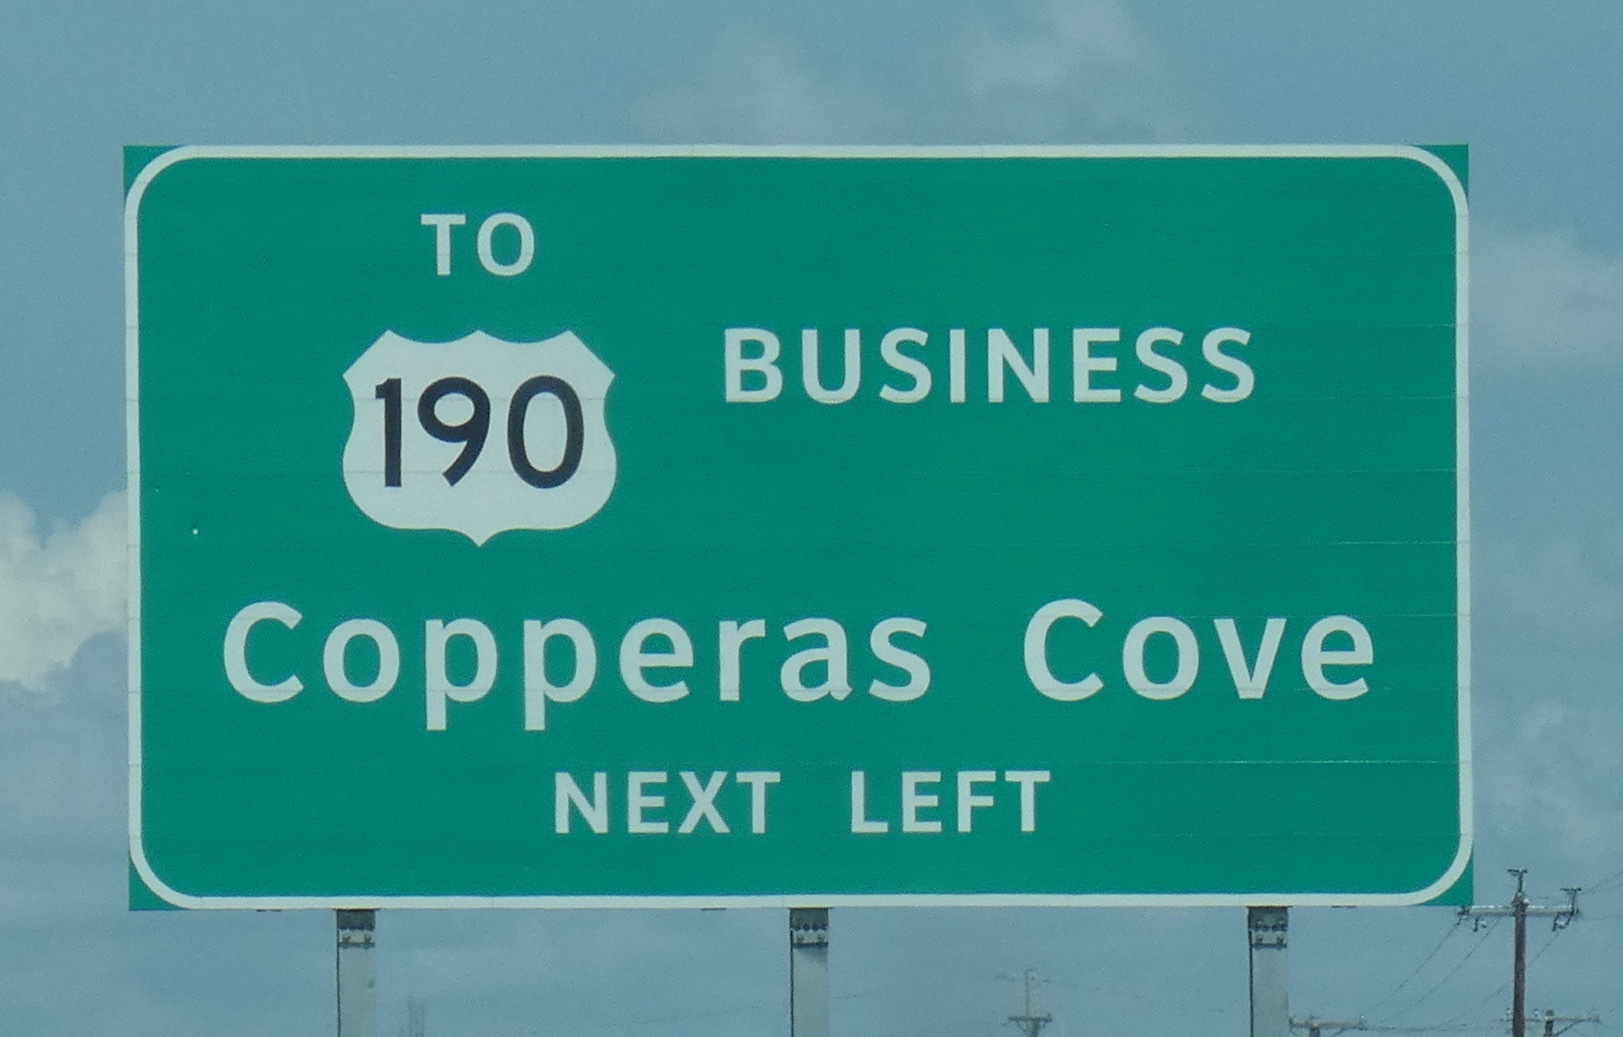 TO
190 BUSINESS
Copperas Cove
NEXT LEFT